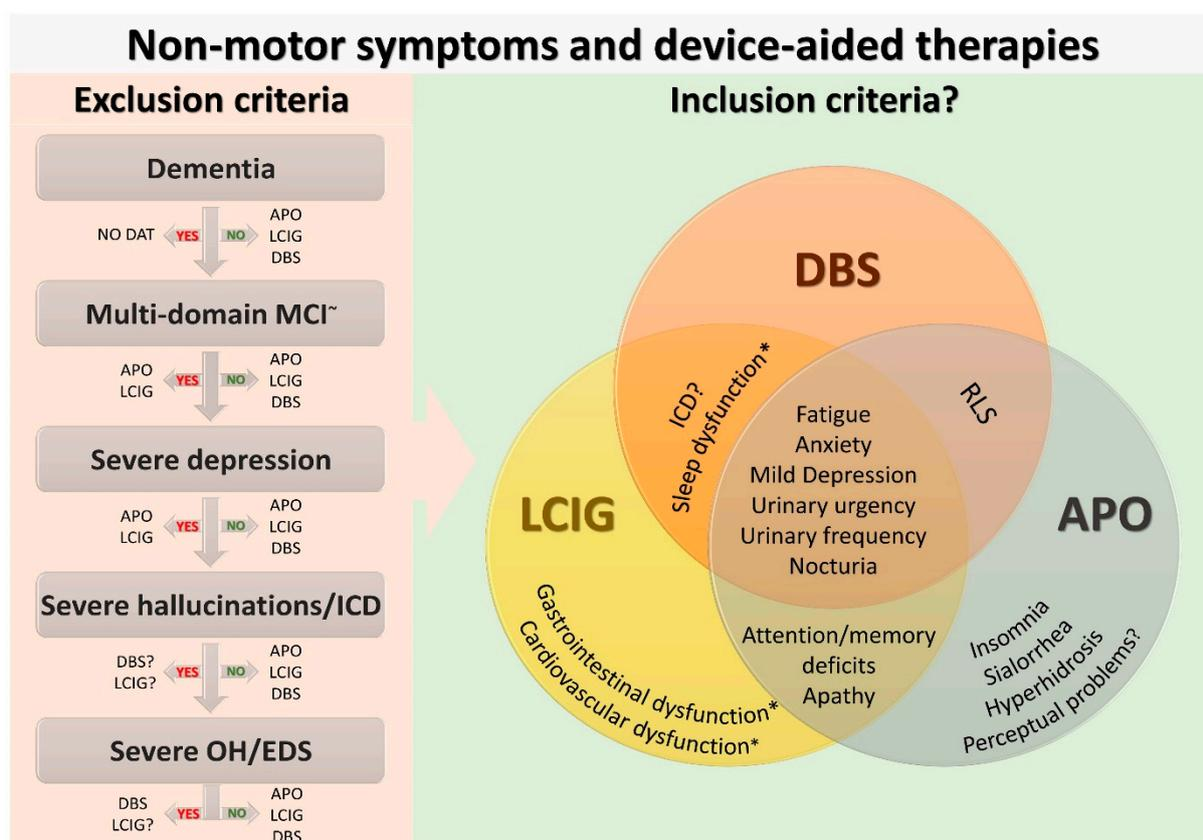 Non-motor symptoms and device-aided therapies
Exclusion criteria
Dementia
NO DAT
YES
NO
APO
LCIG
DBS
Multi-domain MCI~
APO
LCIG
YES
NO
APO
LCIG
DBS
Severe depression
APO
LCIG
YES
NO
APO
LCIG
DBS
Severe hallucinations/ICD
DBS?
LCIG?
YES
NO
APO
LCIG
DBS
Severe OH/EDS
DBS
LCIG?
YES
NO
APO
LCIG
DBS
Inclusion criteria?
DBS
ICD?
Sleep dysfunction*
RLS
Fatigue
Anxiety
Mild Depression
Urinary urgency
Urinary frequency
Nocturia
LCIG
APO
Gastrointestinal dysfunction*
Cardiovascular dysfunction*
Attention/memory
deficits
Apathy
Insomnia
Sialorrhea
Hyperhidrosis
Perceptual problems?